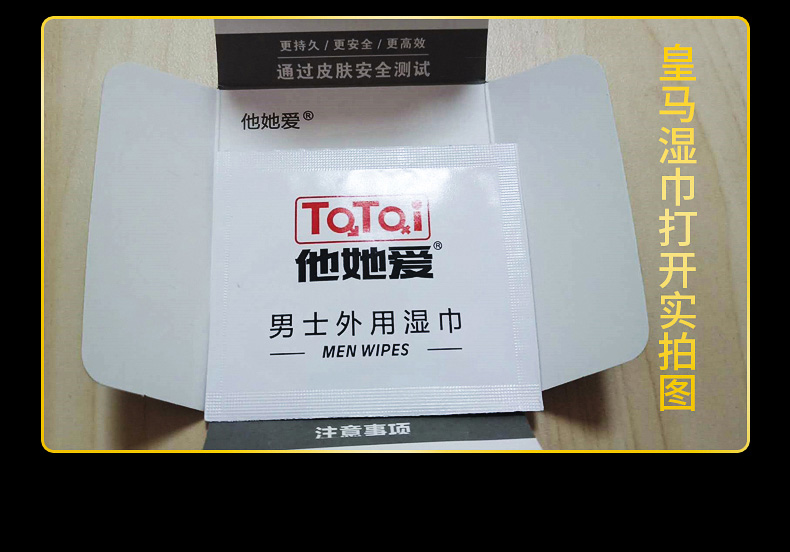 更持久 / 更安全 / 更高效
通过皮肤安全测试
他她爱®
TaTai
他她爱®
男士外用湿巾
MEN WIPES
注意事项
皇马湿巾打开实拍图